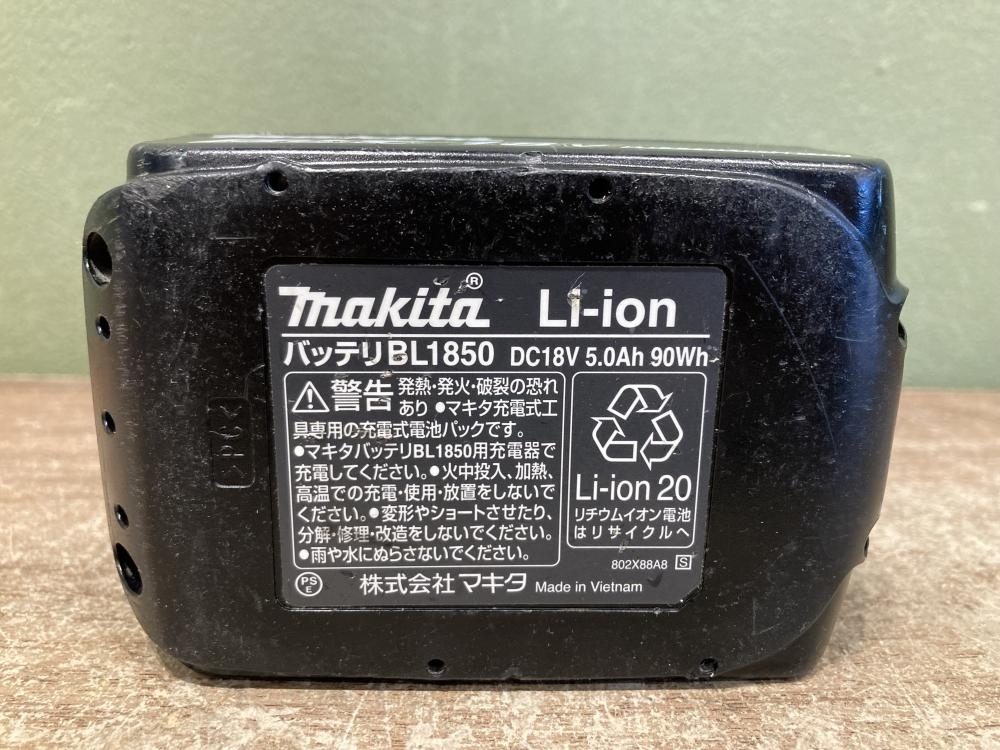 makita® Li-ion
バッテリBL1850 DC18V 5.0Ah 90Wh
警告 発熱・発火・破裂の恐れ
あり ●マキタ充電式工
具専用の充電式電池パックです。
●マキタバッテリBL1850用充電器で
充電してください。●火中投入、加熱、
高温での充電・使用・放置をしないで
ください。●変形やショートさせたり、
分解・修理・改造をしないでください。
●雨や水にぬらさないでください。
Li-ion 20
リチウムイオン電池
はリサイクルへ
802X88A8 S
PSE 株式会社 マキタ Made in Vietnam
>PC<